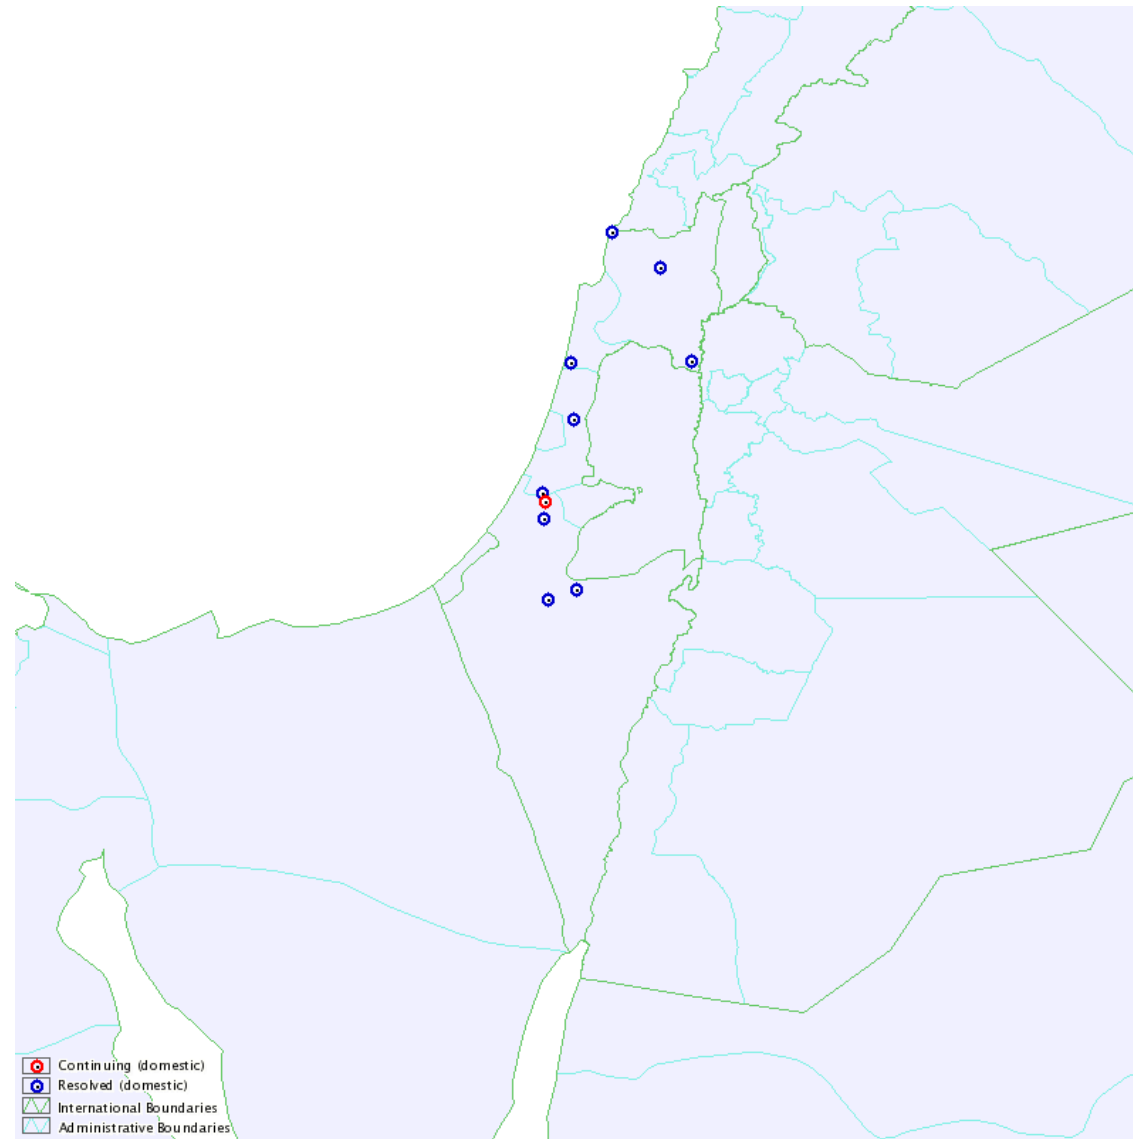 Continuing (domestic)
Resolved (domestic)
International Boundaries
Administrative Boundaries